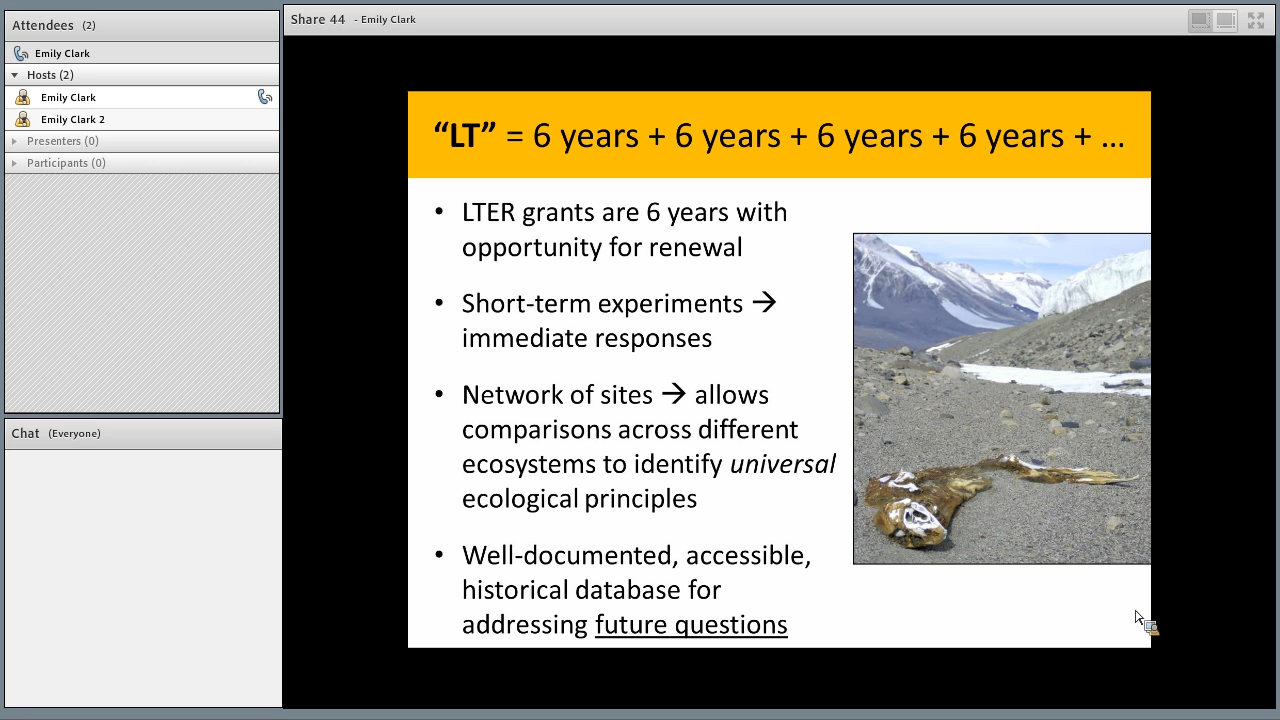 Attendees (2)
Emily Clark
Hosts (2)
Emily Clark
Emily Clark 2
Presenters (0)
Participants (0)
Chat (Everyone)
Share 44 - Emily Clark
“LT” = 6 years + 6 years + 6 years + 6 years + ...
• LTER grants are 6 years with
opportunity for renewal
• Short-term experiments →
immediate responses
• Network of sites → allows
comparisons across different
ecosystems to identify universal
ecological principles
• Well-documented, accessible,
historical database for
addressing future questions